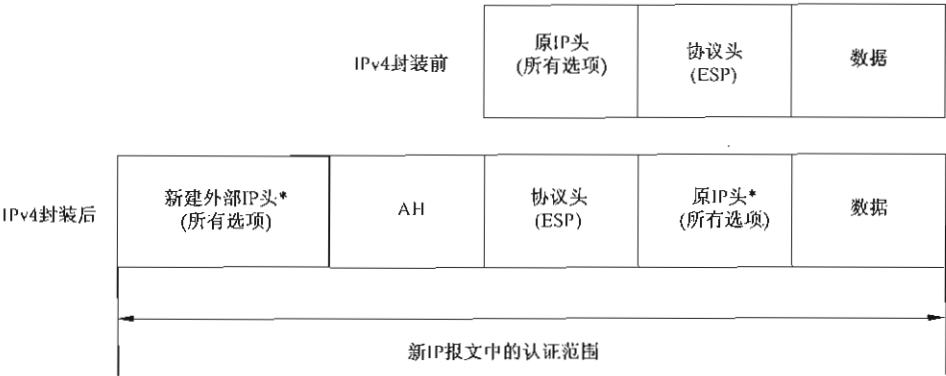 IPv4封装前
原IP头
(所有选项)
协议头
(ESP)
数据
IPv4封装后
新建外部IP头*
(所有选项)
AH
协议头
(ESP)
原IP头*
(所有选项)
数据
新IP报文中的认证范围